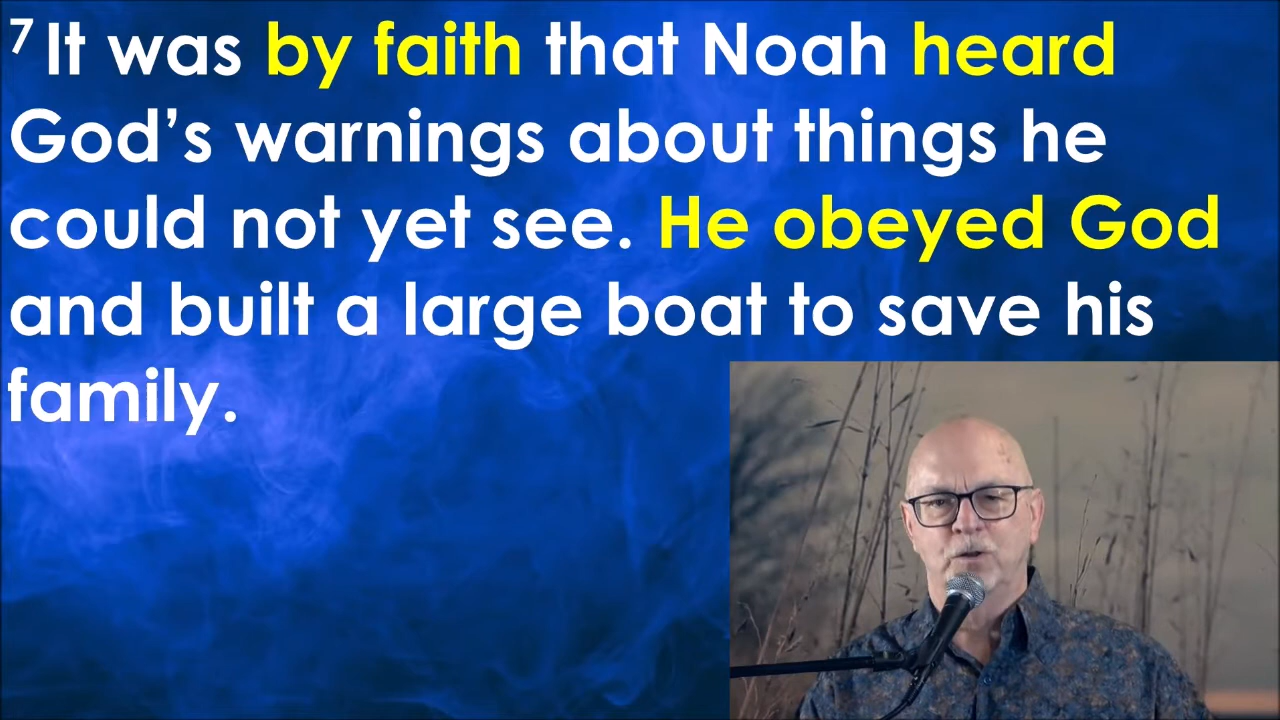 7 It was by faith that Noah heard
God’s warnings about things he
could not yet see. He obeyed God
and built a large boat to save his
family.